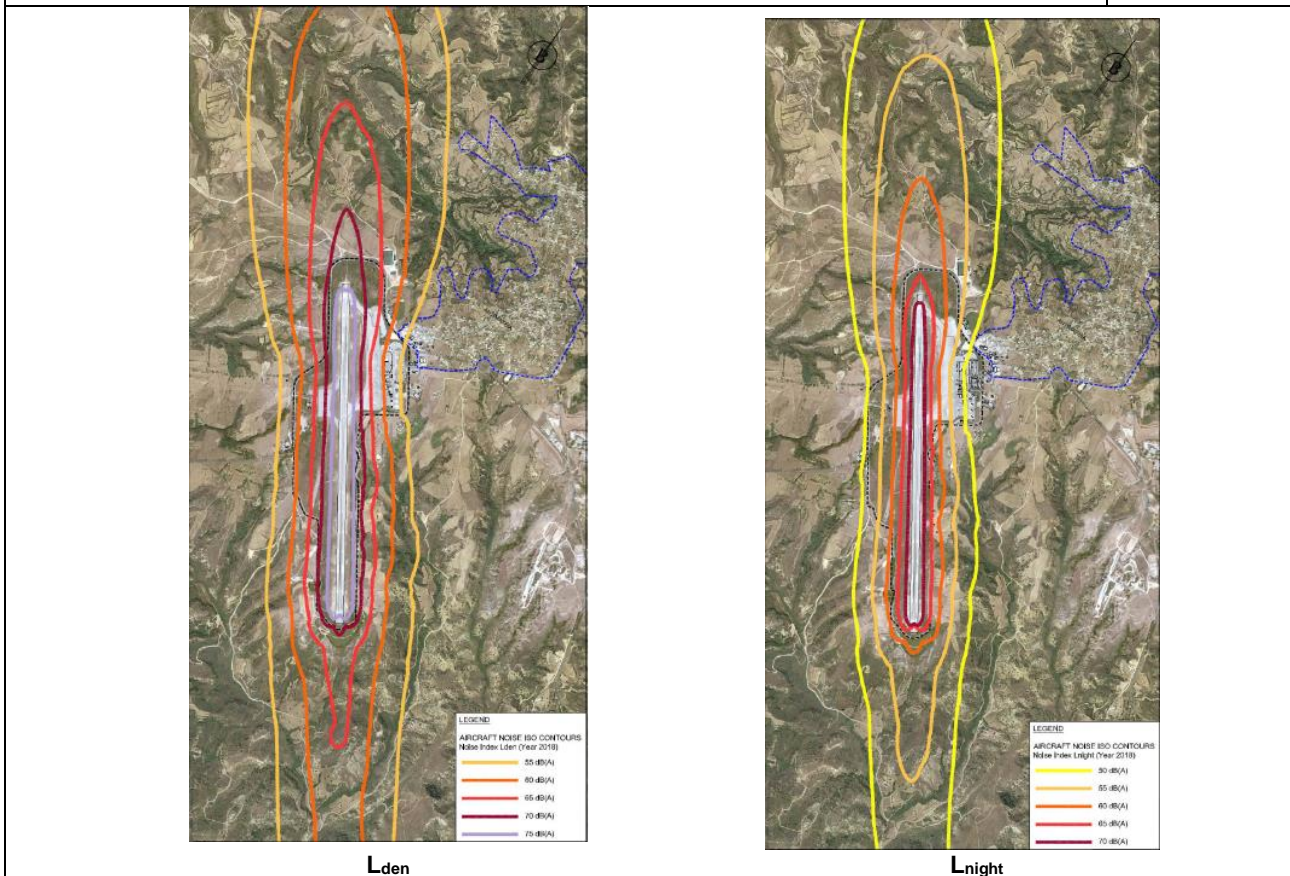 LEGEND
AIRCRAFT NOISE ISO CONTOURS
Noise Index Lden (Year 2018)
55 dB(A)
60 dB(A)
65 dB(A)
70 dB(A)
75 dB(A)
Lden
LEGEND
AIRCRAFT NOISE ISO CONTOURS
Noise Index Lnight (Year 2018)
50 dB(A)
55 dB(A)
60 dB(A)
65 dB(A)
70 dB(A)
Lnight